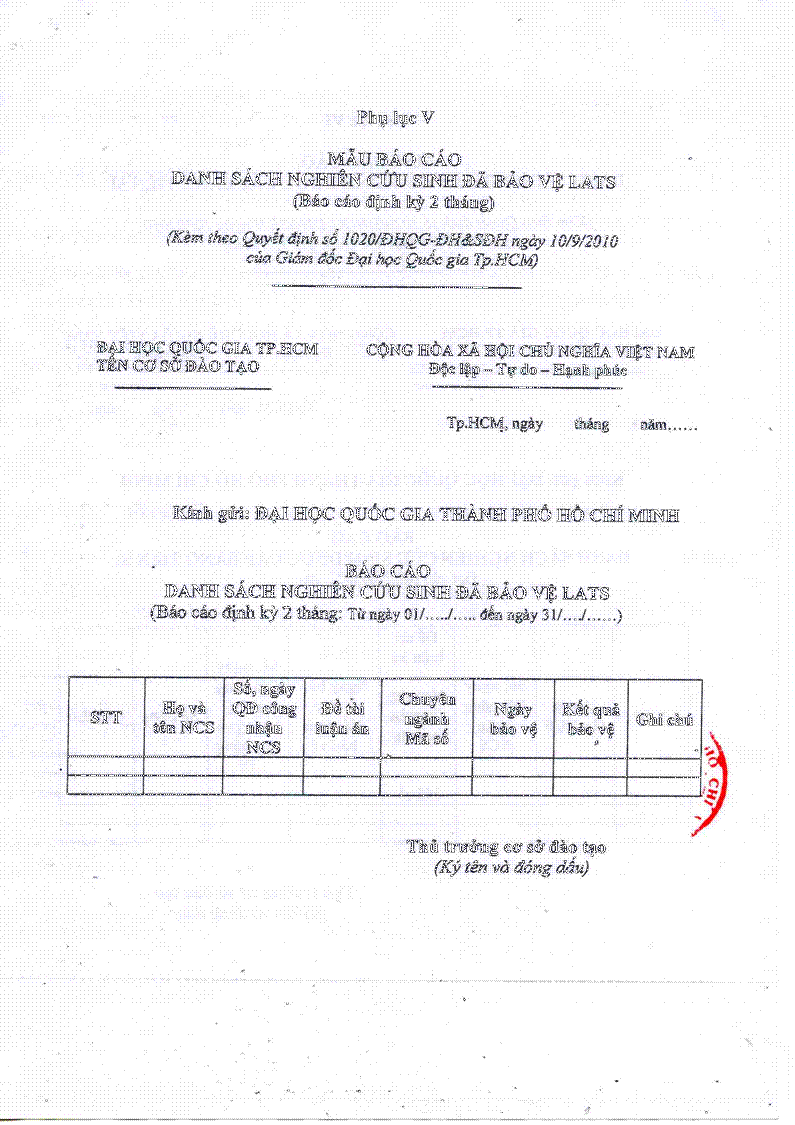 Phụ lục V
MẪU BÁO CÁO
DANH SÁCH NGHIÊN CỨU SINH ĐÃ BẢO VỆ LATS
(Báo cáo định kỳ 2 tháng)
(Kèm theo Quyết định số 1020/ĐHQG-ĐH&SĐH ngày 10/9/2010
của Giám đốc Đại học Quốc gia Tp.HCM)
ĐẠI HỌC QUỐC GIA TP.HCM
TÊN CƠ SỞ ĐÀO TẠO
CỘNG HÒA XÃ HỘI CHỦ NGHĨA VIỆT NAM
Độc lập – Tự do – Hạnh phúc
Tp.HCM, ngày tháng năm......
Kính gửi: ĐẠI HỌC QUỐC GIA THÀNH PHỐ HỒ CHÍ MINH
BÁO CÁO
DANH SÁCH NGHIÊN CỨU SINH ĐÃ BẢO VỆ LATS
(Báo cáo định kỳ 2 tháng: Từ ngày 01/...../..... đến ngày 31/..../......)
STT
Họ và
tên NCS
Số, ngày
QĐ công
nhận
NCS
Đề tài
luận án
Chuyên
ngành
Mã số
Ngày
bảo vệ
Kết quả
bảo vệ
Ghi chú
CHÍ
Thủ trưởng cơ sở đào tạo
(Ký tên và đóng dấu)